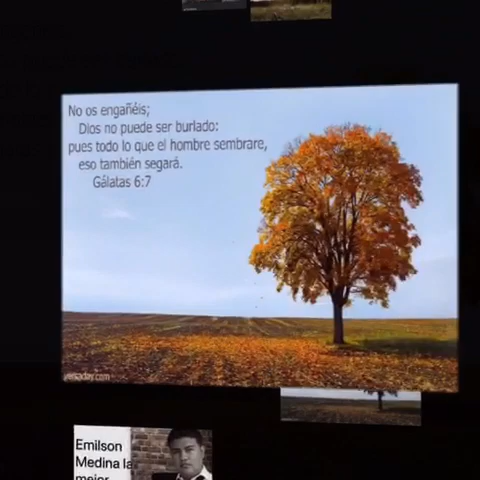 No os engañéis;
Dios no puede ser burlado:
pues todo lo que el hombre sembrare,
eso también segará.
Gálatas 6:7
Emilson
Medina la
mejor